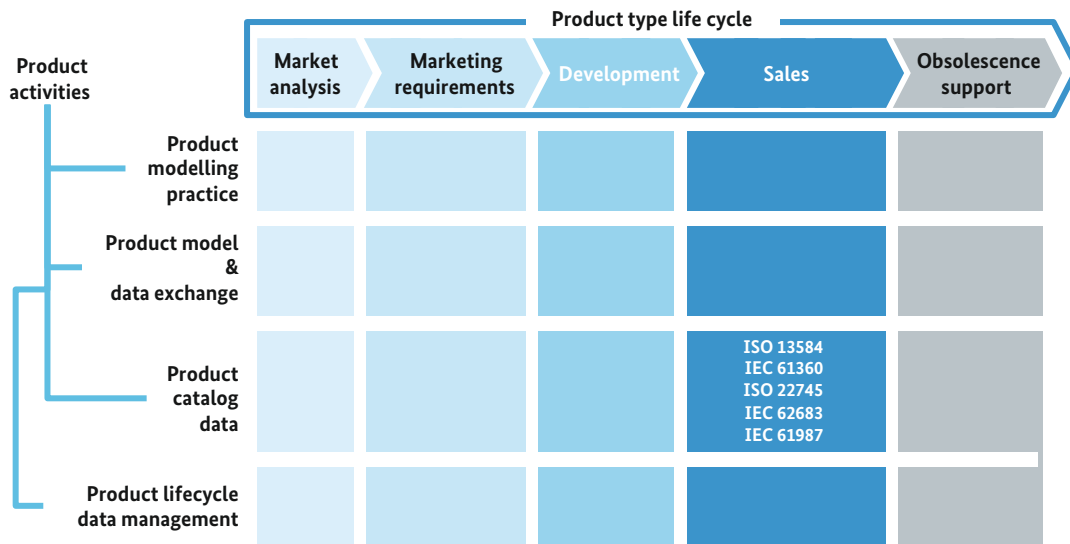 Product type life cycle
Product
activities
Market
analysis
Marketing
requirements
Development
Sales
Obsolescence
support
Product
modelling
practice
Product model
&
data exchange
Product
catalog
data
ISO 13584
IEC 61360
ISO 22745
IEC 62683
IEC 61987
Product lifecycle
data management